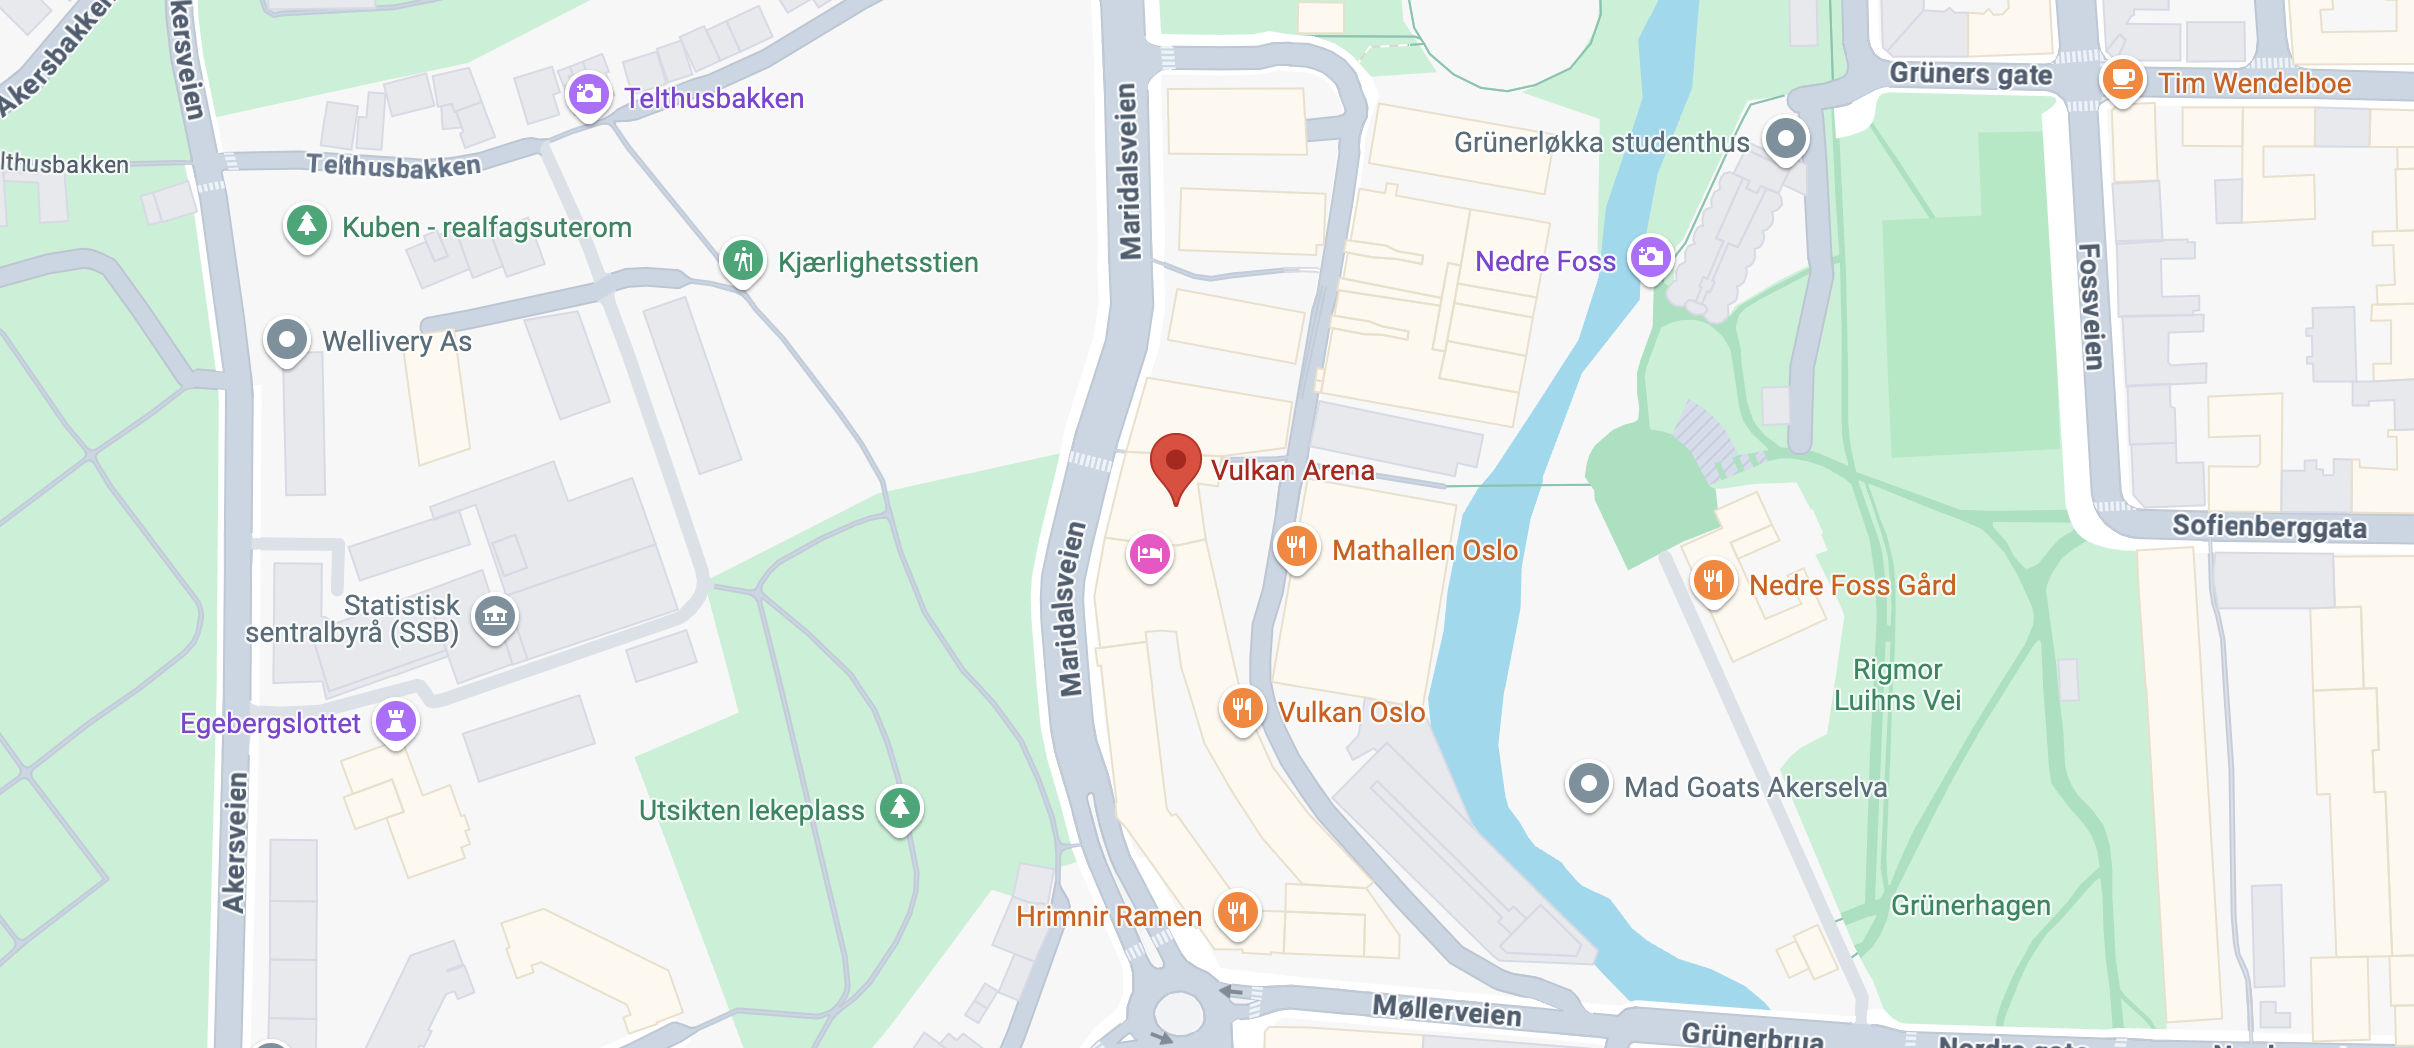 Akersbakken
Akersveien
Grüners gate
Tim Wendelboe
Telthusbakken
Maridalsveien
Grünerløkka studenthus
lthusbakken
Telthusbakken
Kuben - realfagsuterom
Kjærlighetsstien
Nedre Foss
Fossveien
Wellivery As
Vulkan Arena
Sofienberggata
Mathallen Oslo
Nedre Foss Gård
Maridalsveien
Statistisk
sentralbyrå (SSB)
Rigmor
Luihns Vei
Egebergslottet
Vulkan Oslo
Mad Goats Akerselva
Utsikten lekeplass
Akersveien
Hrimnir Ramen
Grünerhagen
Møllerveien
Grünerbrua
Nordre gate